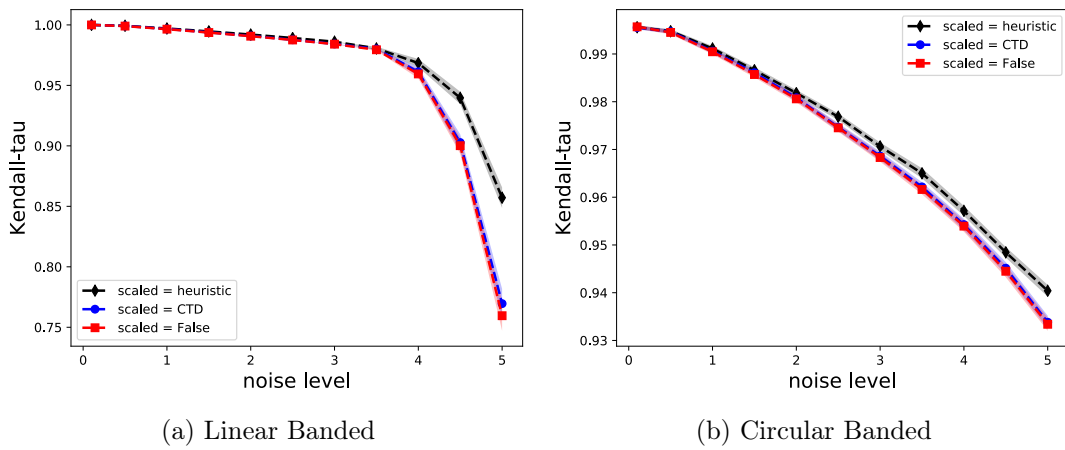 1.00
0.95
0.90
0.85
0.80
0.75
Kendall-tau
scaled = heuristic
scaled = CTD
scaled = False
0 1 2 3 4 5
noise level
(a) Linear Banded
0.99
0.98
0.97
0.96
0.95
0.94
0.93
Kendall-tau
scaled = heuristic
scaled = CTD
scaled = False
0 1 2 3 4 5
noise level
(b) Circular Banded